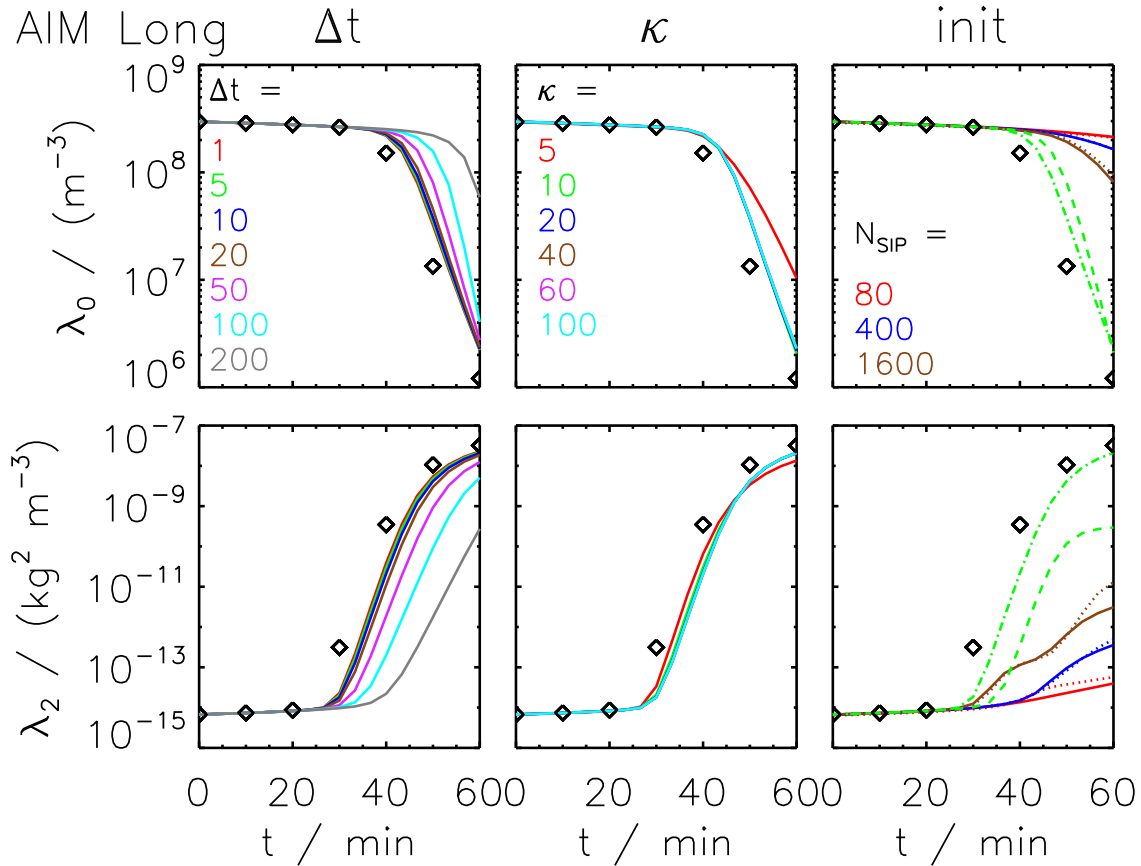 AIM Long
Δt
κ
init
10⁹
10⁸
10⁷
10⁶
λ₀ / (m⁻³)
Δt =
1
5
10
20
50
100
200
κ =
5
10
20
40
60
100
N_SIP =
80
400
1600
10⁻⁷
10⁻⁹
10⁻¹¹
10⁻¹³
10⁻¹⁵
λ₂ / (kg² m⁻³)
0 20 40 60
0 20 40 60
0 20 40 60
t / min
t / min
t / min